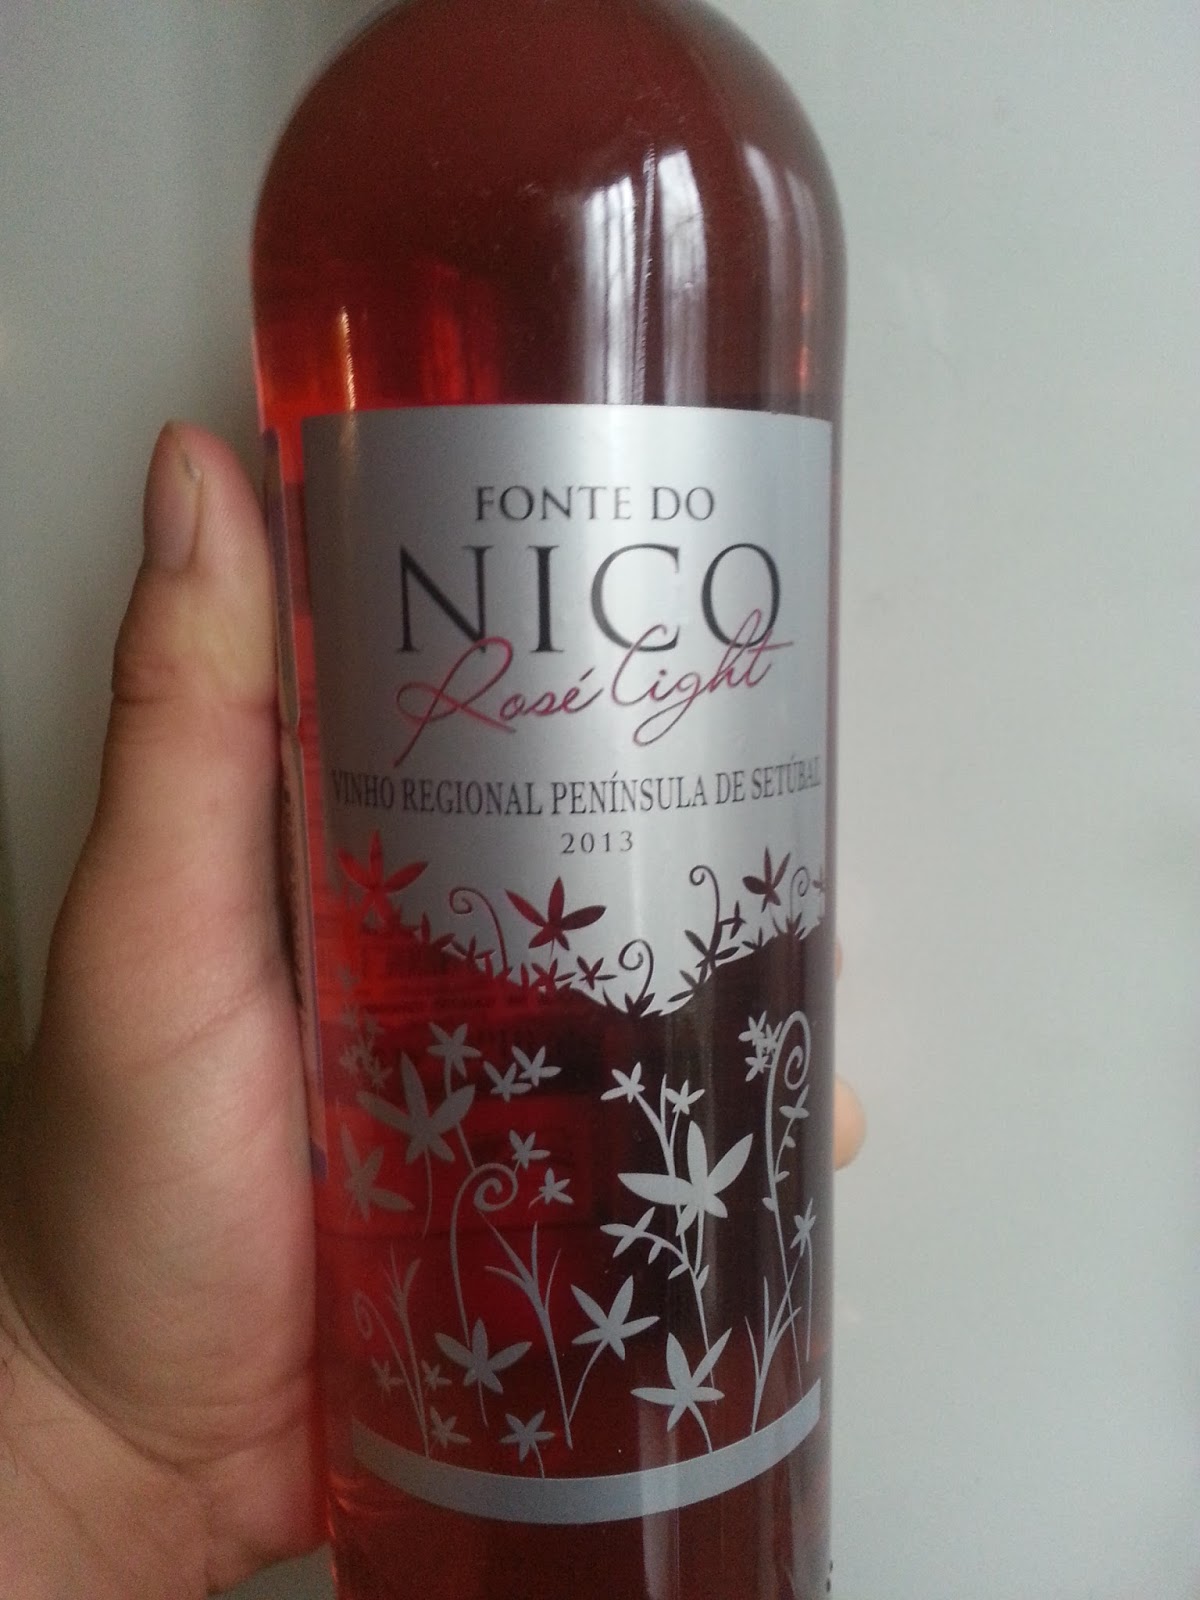 FONTE DO
NICO
Rosé Light
VINHO REGIONAL PENÍNSULA DE SETÚBAL
2013